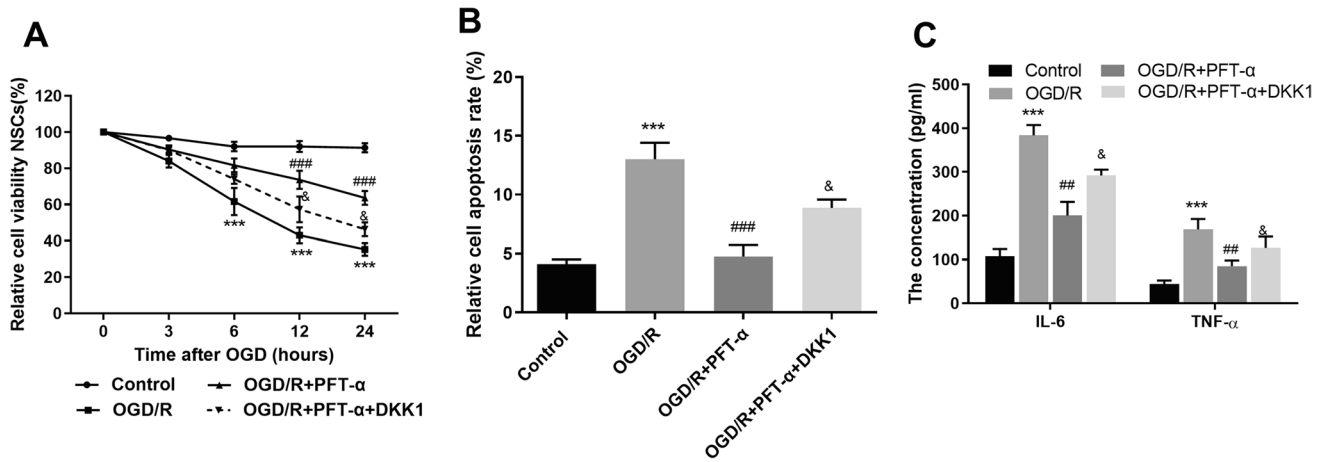 A
Relative cell viability NSCs(%)
120
100
80
60
40
20
0
###
###
&
&
***
***
***
0 3 6 12 24
Time after OGD (hours)
Control OGD/R+PFT-α
OGD/R OGD/R+PFT-α+DKK1
B
Relative cell apoptosis rate (%)
20
15
10
5
0
***
###
&
Control
OGD/R
OGD/R+PFT-α
OGD/R+PFT-α+DKK1
C
Control OGD/R+PFT-α
OGD/R OGD/R+PFT-α+DKK1
The concentration (pg/ml)
500
400
300
200
100
0
***
##
&
***
##
&
IL-6 TNF-α